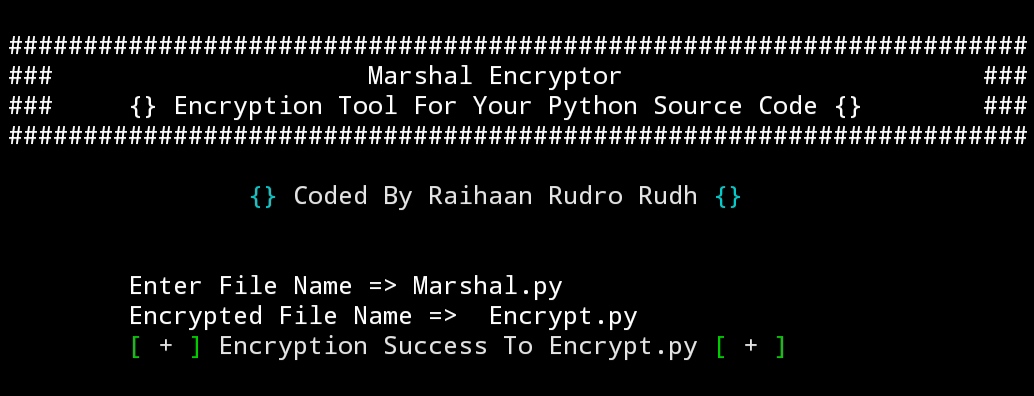 ####################################################################
### Marshal Encryptor ###
### {} Encryption Tool For Your Python Source Code {} ###
####################################################################
{} Coded By Raihaan Rudro Rudh {}
Enter File Name => Marshal.py
Encrypted File Name => Encrypt.py
[ + ] Encryption Success To Encrypt.py [ + ]